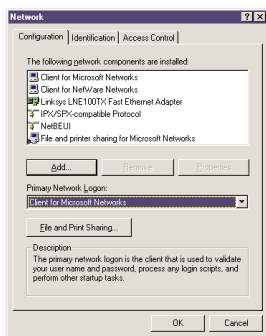 Network
Configuration Identification Access Control
The following network components are installed:
Client for Microsoft Networks
Client for NetWare Networks
Linksys LNE100TX Fast Ethernet Adapter
IPX/SPX-compatible Protocol
NetBEUI
File and printer sharing for Microsoft Networks
Add... Remove Properties
Primary Network Logon:
Client for Microsoft Networks
File and Print Sharing...
Description
The primary network logon is the client that is used to validate
your user name and password, process any login scripts, and
perform other startup tasks.
OK Cancel